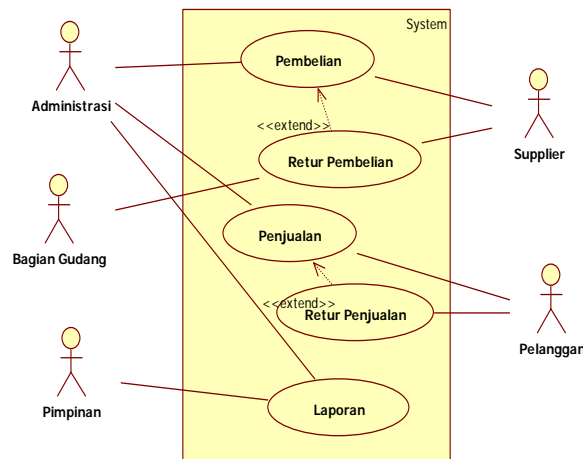 System
Pembelian
Administrasi
<<extend>>
Retur Pembelian
Supplier
Penjualan
Bagian Gudang
<<extend>>
Retur Penjualan
Pelanggan
Pimpinan
Laporan